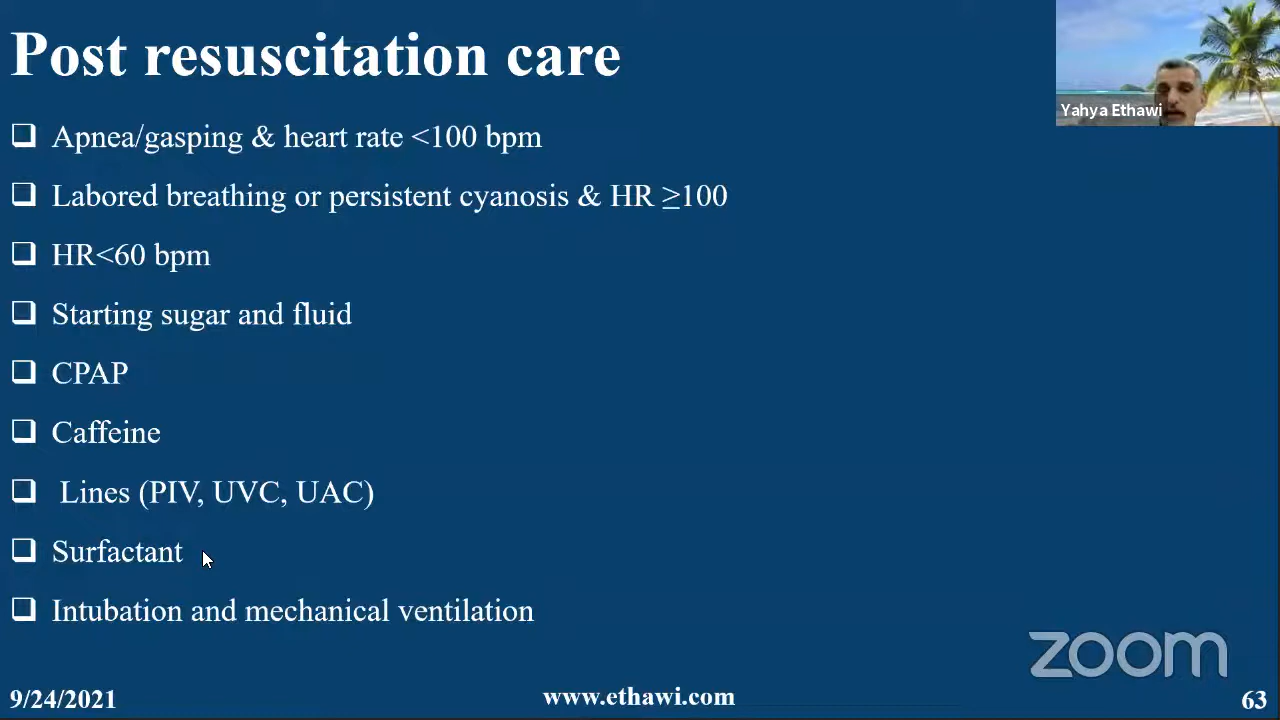 Post resuscitation care
Yahya Ethawi
Apnea/gasping & heart rate <100 bpm
Labored breathing or persistent cyanosis & HR ≥100
HR<60 bpm
Starting sugar and fluid
CPAP
Caffeine
Lines (PIV, UVC, UAC)
Surfactant
Intubation and mechanical ventilation
zoom
9/24/2021
www.ethawi.com
63